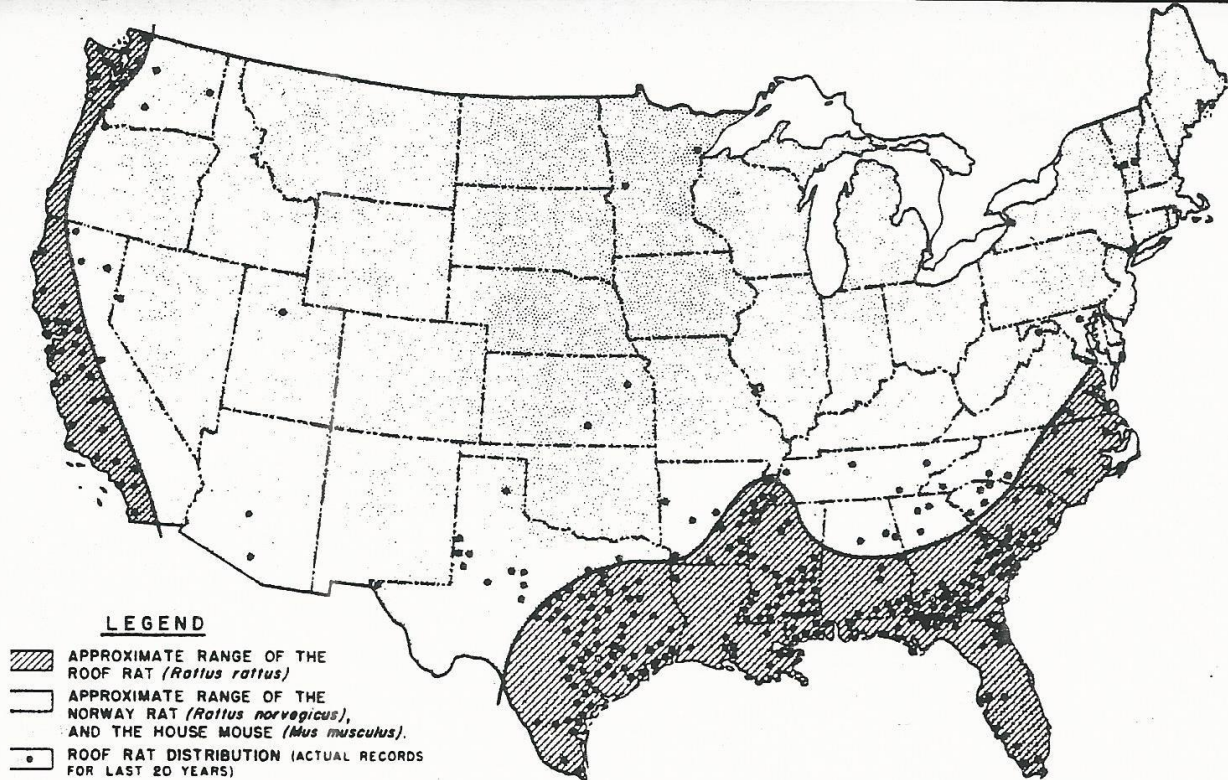 LEGEND
APPROXIMATE RANGE OF THE
ROOF RAT (Rattus rattus)
APPROXIMATE RANGE OF THE
NORWAY RAT (Rattus norvegicus),
AND THE HOUSE MOUSE (Mus musculus).
ROOF RAT DISTRIBUTION (ACTUAL RECORDS
FOR LAST 20 YEARS)